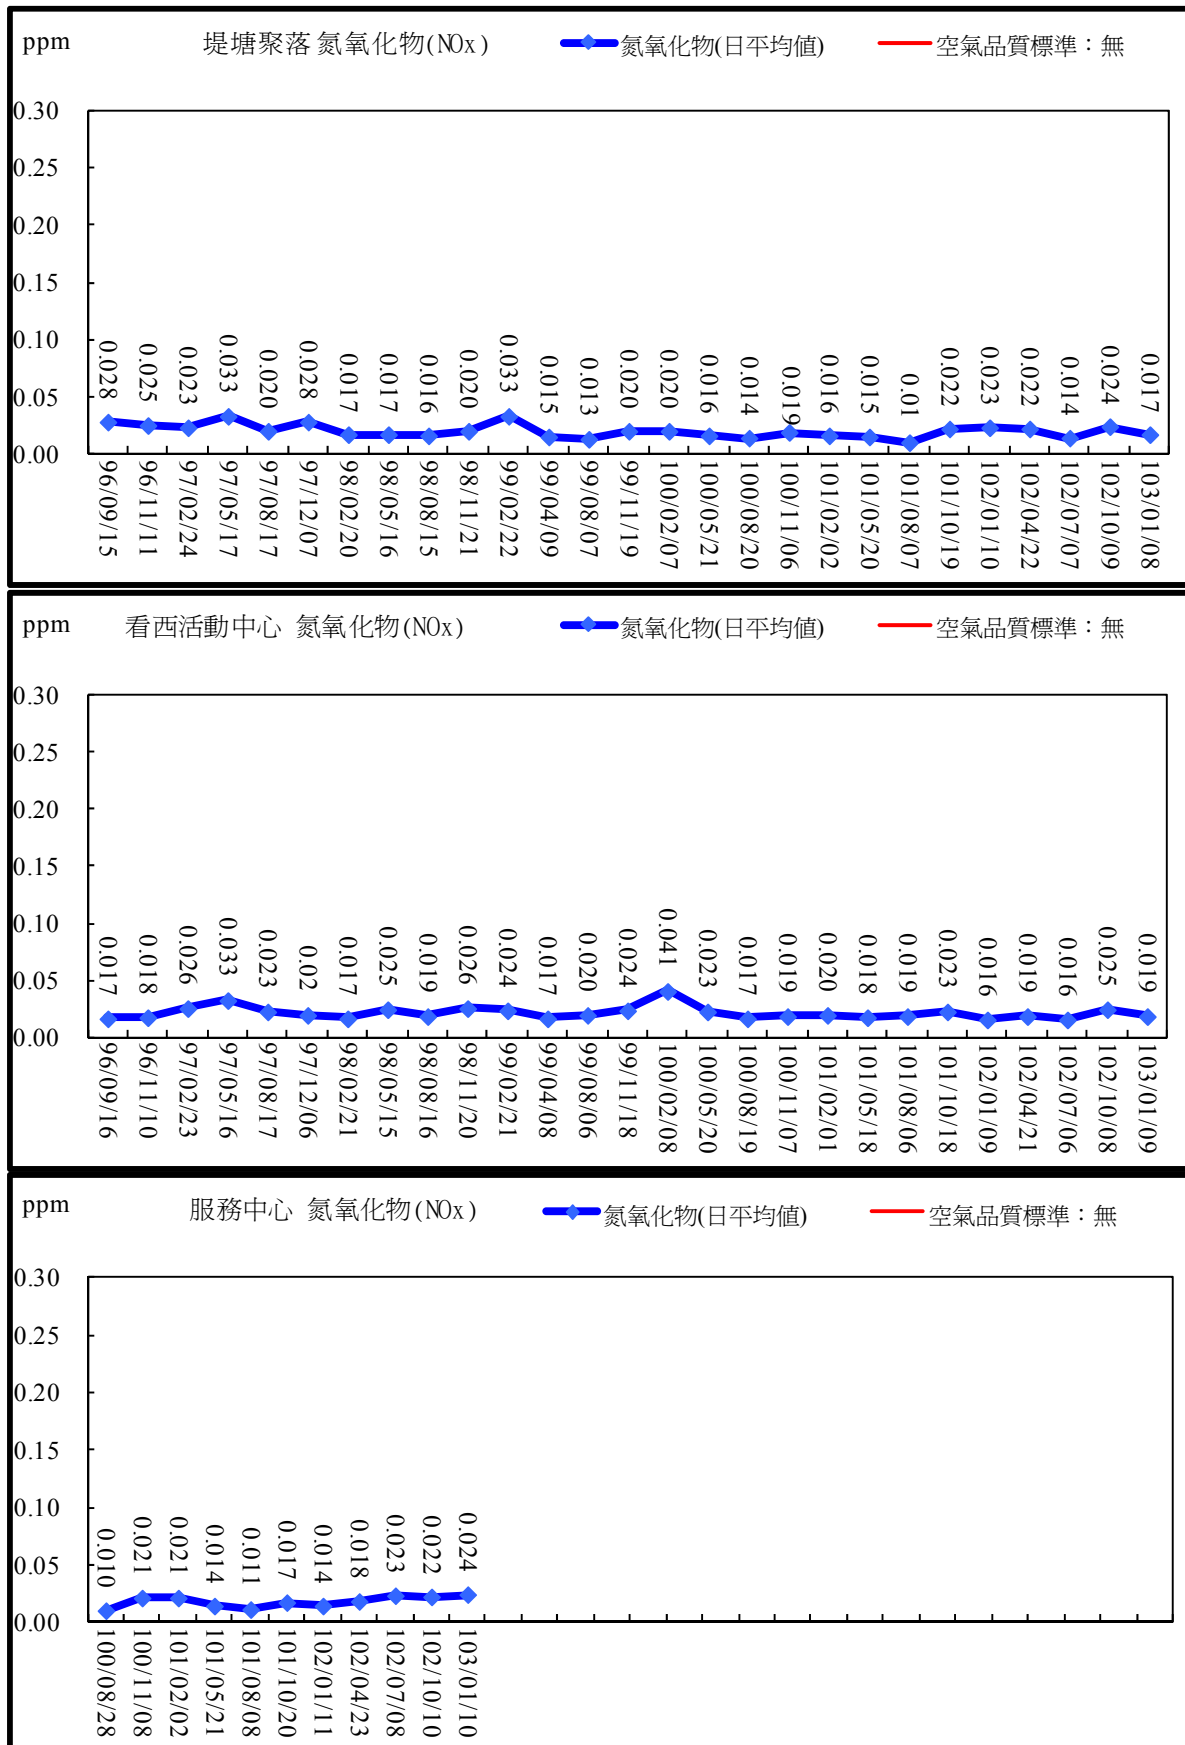 ppm 堤塘聚落 氮氧化物(NOx) 氮氧化物(日平均值) 空氣品質標準：無
0.30
0.25
0.20
0.15
0.10
0.05
0.00
0.028 0.025 0.023 0.033 0.020 0.028 0.017 0.017 0.016 0.020 0.033 0.015 0.013 0.020 0.020 0.016 0.014 0.019 0.016 0.015 0.01 0.022 0.023 0.022 0.014 0.024 0.017
96/09/15 96/11/11 97/02/24 97/05/17 97/08/17 97/12/07 98/02/20 98/05/16 98/08/15 98/11/21 99/02/22 99/04/09 99/08/07 99/11/19 100/02/07 100/05/21 100/08/20 100/11/06 101/02/02 101/05/20 101/08/07 101/10/19 102/01/10 102/04/22 102/07/07 102/10/09 103/01/08
ppm 看西活動中心 氮氧化物(NOx) 氮氧化物(日平均值) 空氣品質標準：無
0.30
0.25
0.20
0.15
0.10
0.05
0.00
0.017 0.018 0.026 0.033 0.023 0.02 0.017 0.025 0.019 0.026 0.024 0.017 0.020 0.024 0.041 0.023 0.017 0.019 0.020 0.018 0.019 0.023 0.016 0.019 0.016 0.025 0.019
96/09/16 96/11/10 97/02/23 97/05/16 97/08/17 97/12/06 98/02/21 98/05/15 98/08/16 98/11/20 99/02/21 99/04/08 99/08/06 99/11/18 100/02/08 100/05/20 100/08/19 100/11/07 101/02/01 101/05/18 101/08/06 101/10/18 102/01/09 102/04/21 102/07/06 102/10/08 103/01/09
ppm 服務中心 氮氧化物(NOx) 氮氧化物(日平均值) 空氣品質標準：無
0.30
0.25
0.20
0.15
0.10
0.05
0.00
0.010 0.021 0.021 0.014 0.011 0.017 0.014 0.018 0.023 0.022 0.024
100/08/28 100/11/08 101/02/02 101/05/21 101/08/08 101/10/20 102/01/11 102/04/23 102/07/08 102/10/10 103/01/10